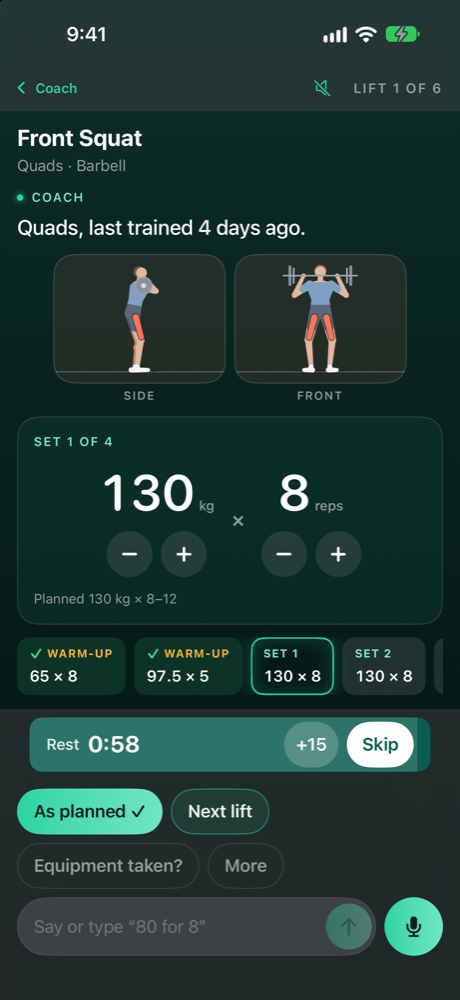 9:41
Coach
LIFT 1 OF 6
Front Squat
Quads · Barbell
COACH
Quads, last trained 4 days ago.
SIDE
FRONT
SET 1 OF 4
130 kg × 8 reps
− + − +
Planned 130 kg × 8–12
✓ WARM-UP
65 × 8
✓ WARM-UP
97.5 × 5
SET 1
130 × 8
SET 2
130 × 8
Rest 0:58
+15
Skip
As planned ✓
Next lift
Equipment taken?
More
Say or type “80 for 8”